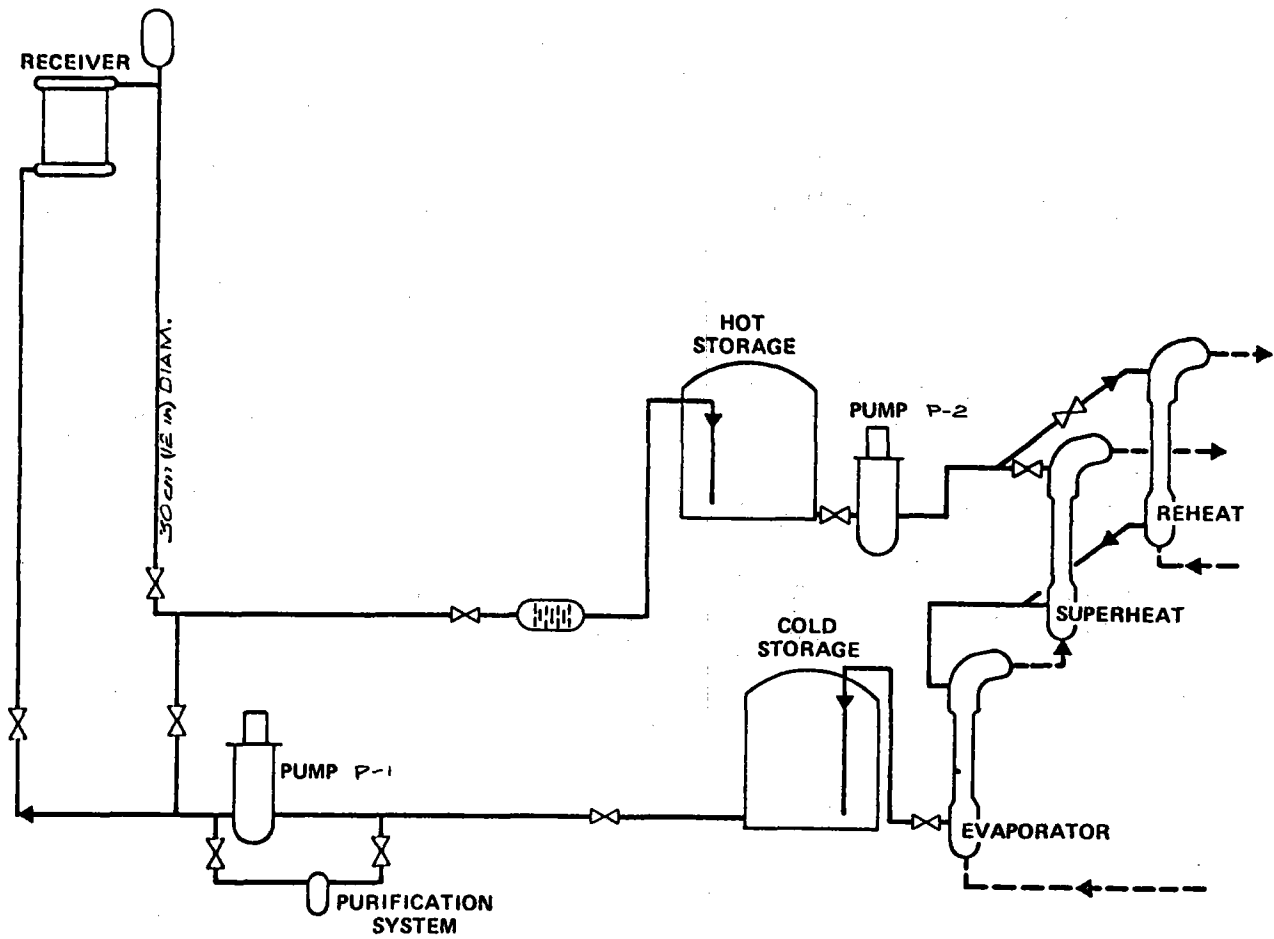 RECEIVER
30 cm (12 in) DIAM.
HOT
STORAGE
PUMP P-2
REHEAT
SUPERHEAT
COLD
STORAGE
PUMP P-1
EVAPORATOR
PURIFICATION
SYSTEM